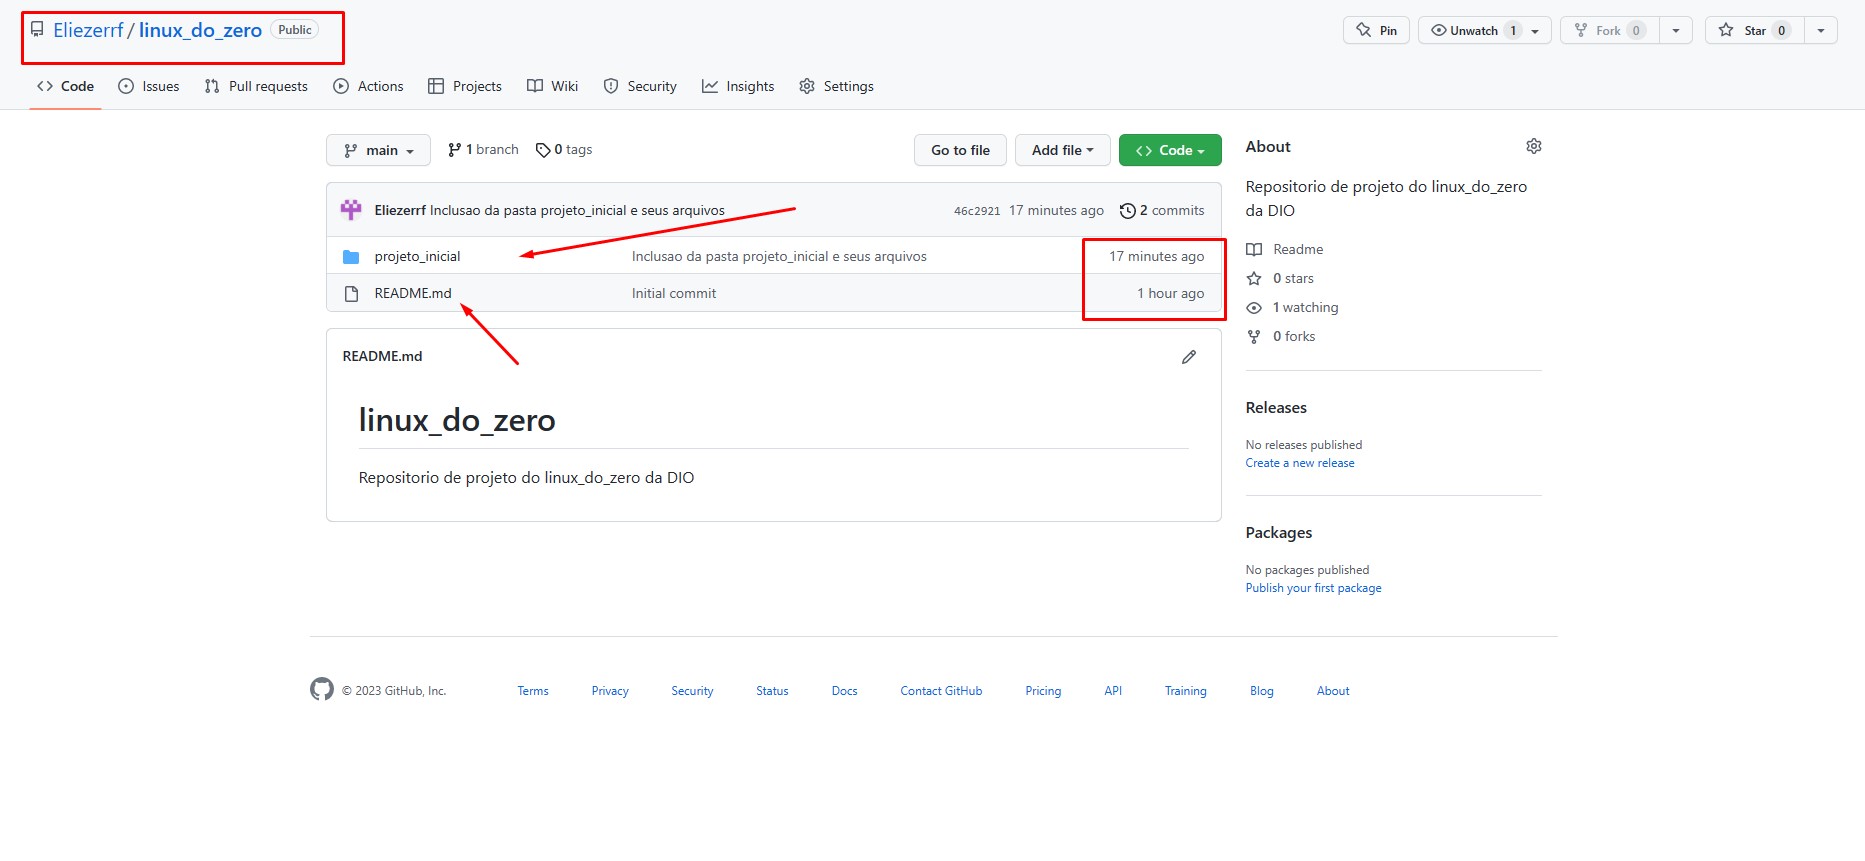 Eliezerrf / linux_do_zero Public
Pin Unwatch 1 Fork 0 Star 0
Code Issues Pull requests Actions Projects Wiki Security Insights Settings
main 1 branch 0 tags Go to file Add file Code
Eliezerrf Inclusao da pasta projeto_inicial e seus arquivos 46c2921 17 minutes ago 2 commits
projeto_inicial Inclusao da pasta projeto_inicial e seus arquivos 17 minutes ago
README.md Initial commit 1 hour ago
README.md
linux_do_zero
Repositorio de projeto do linux_do_zero da DIO
About
Repositorio de projeto do linux_do_zero
da DIO
Readme
0 stars
1 watching
0 forks
Releases
No releases published
Create a new release
Packages
No packages published
Publish your first package
© 2023 GitHub, Inc. Terms Privacy Security Status Docs Contact GitHub Pricing API Training Blog About